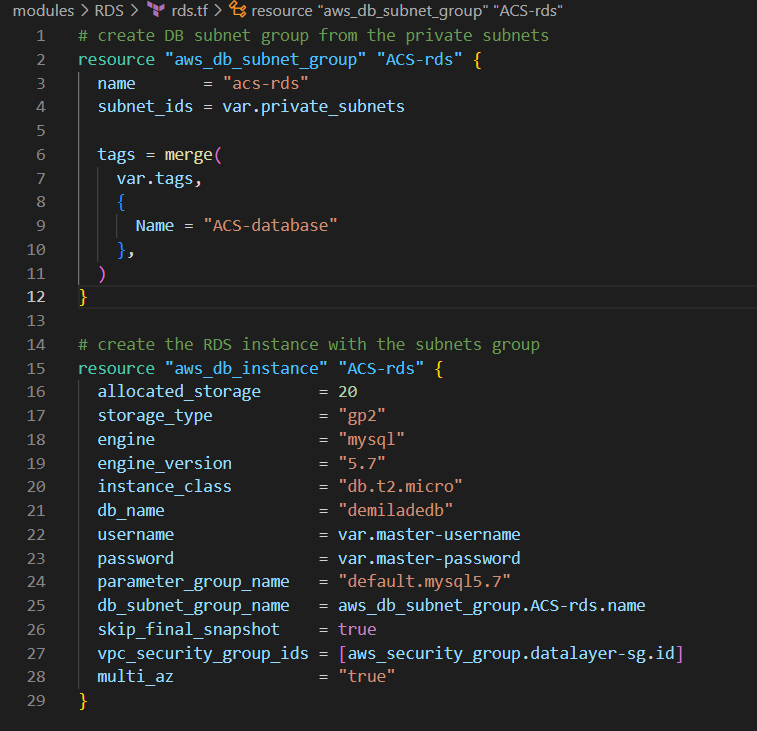 modules > RDS > rds.tf > resource "aws_db_subnet_group" "ACS-rds"
1 # create DB subnet group from the private subnets
2 resource "aws_db_subnet_group" "ACS-rds" {
3   name       = "acs-rds"
4   subnet_ids = var.private_subnets
5
6   tags = merge(
7     var.tags,
8     {
9       Name = "ACS-database"
10     },
11   )
12 }
13
14 # create the RDS instance with the subnets group
15 resource "aws_db_instance" "ACS-rds" {
16   allocated_storage      = 20
17   storage_type           = "gp2"
18   engine                 = "mysql"
19   engine_version         = "5.7"
20   instance_class         = "db.t2.micro"
21   db_name                = "demiladedb"
22   username               = var.master-username
23   password               = var.master-password
24   parameter_group_name   = "default.mysql5.7"
25   db_subnet_group_name   = aws_db_subnet_group.ACS-rds.name
26   skip_final_snapshot    = true
27   vpc_security_group_ids = [aws_security_group.datalayer-sg.id]
28   multi_az               = "true"
29 }